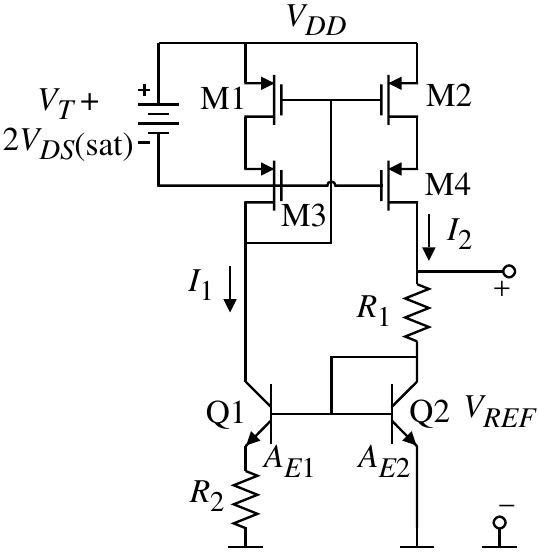 V_DD
+
V_T +
2V_DS(sat)
−
M1
M2
M3
M4
I_1
I_2
+
R_1
Q1
Q2
V_REF
A_E1
A_E2
R_2
−